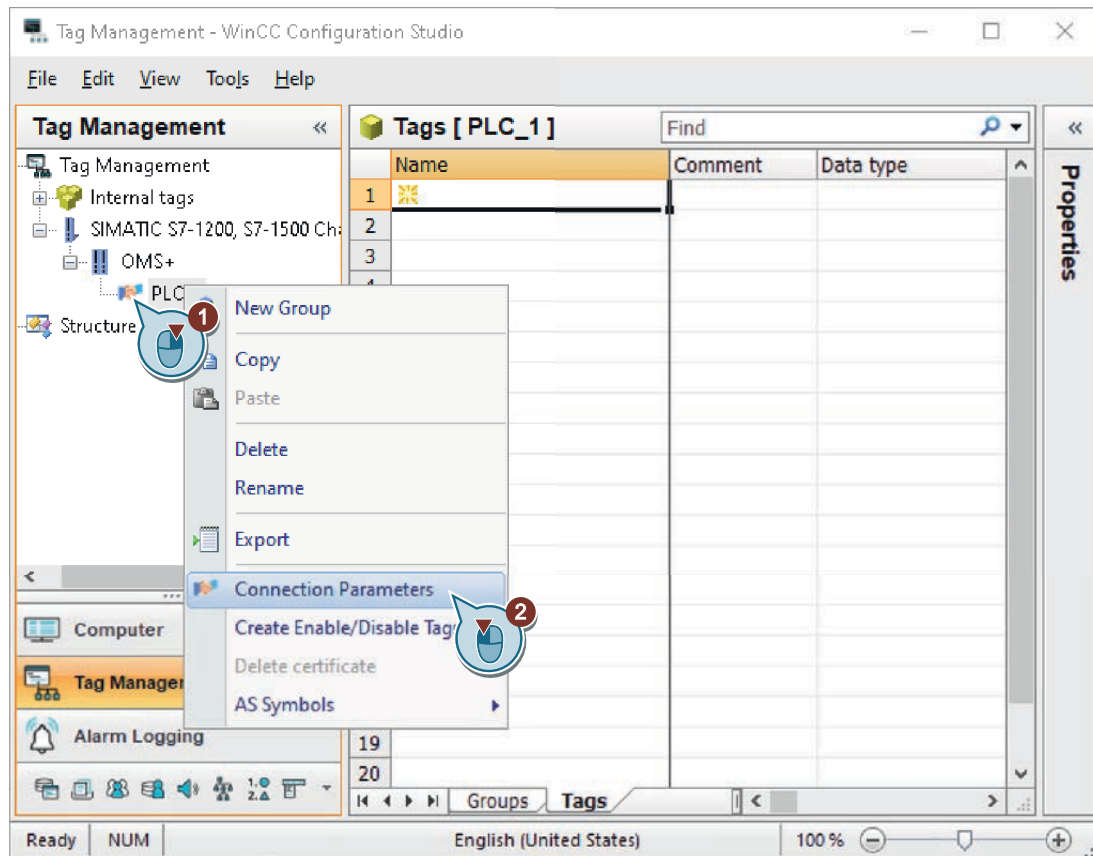 Tag Management - WinCC Configuration Studio
File Edit View Tools Help
Tag Management «
Tags [ PLC_1 ] Find «
Name Comment Data type
Properties
Tag Management
Internal tags
SIMATIC S7-1200, S7-1500 Cha
OMS+
PLC
Structure
1
2
3
19
20
1
New Group
Copy
Paste
Delete
Rename
Export
Connection Parameters
2
Create Enable/Disable Tag
Delete certificate
AS Symbols
Computer
Tag Manager
Alarm Logging
Groups Tags
Ready NUM English (United States) 100 %